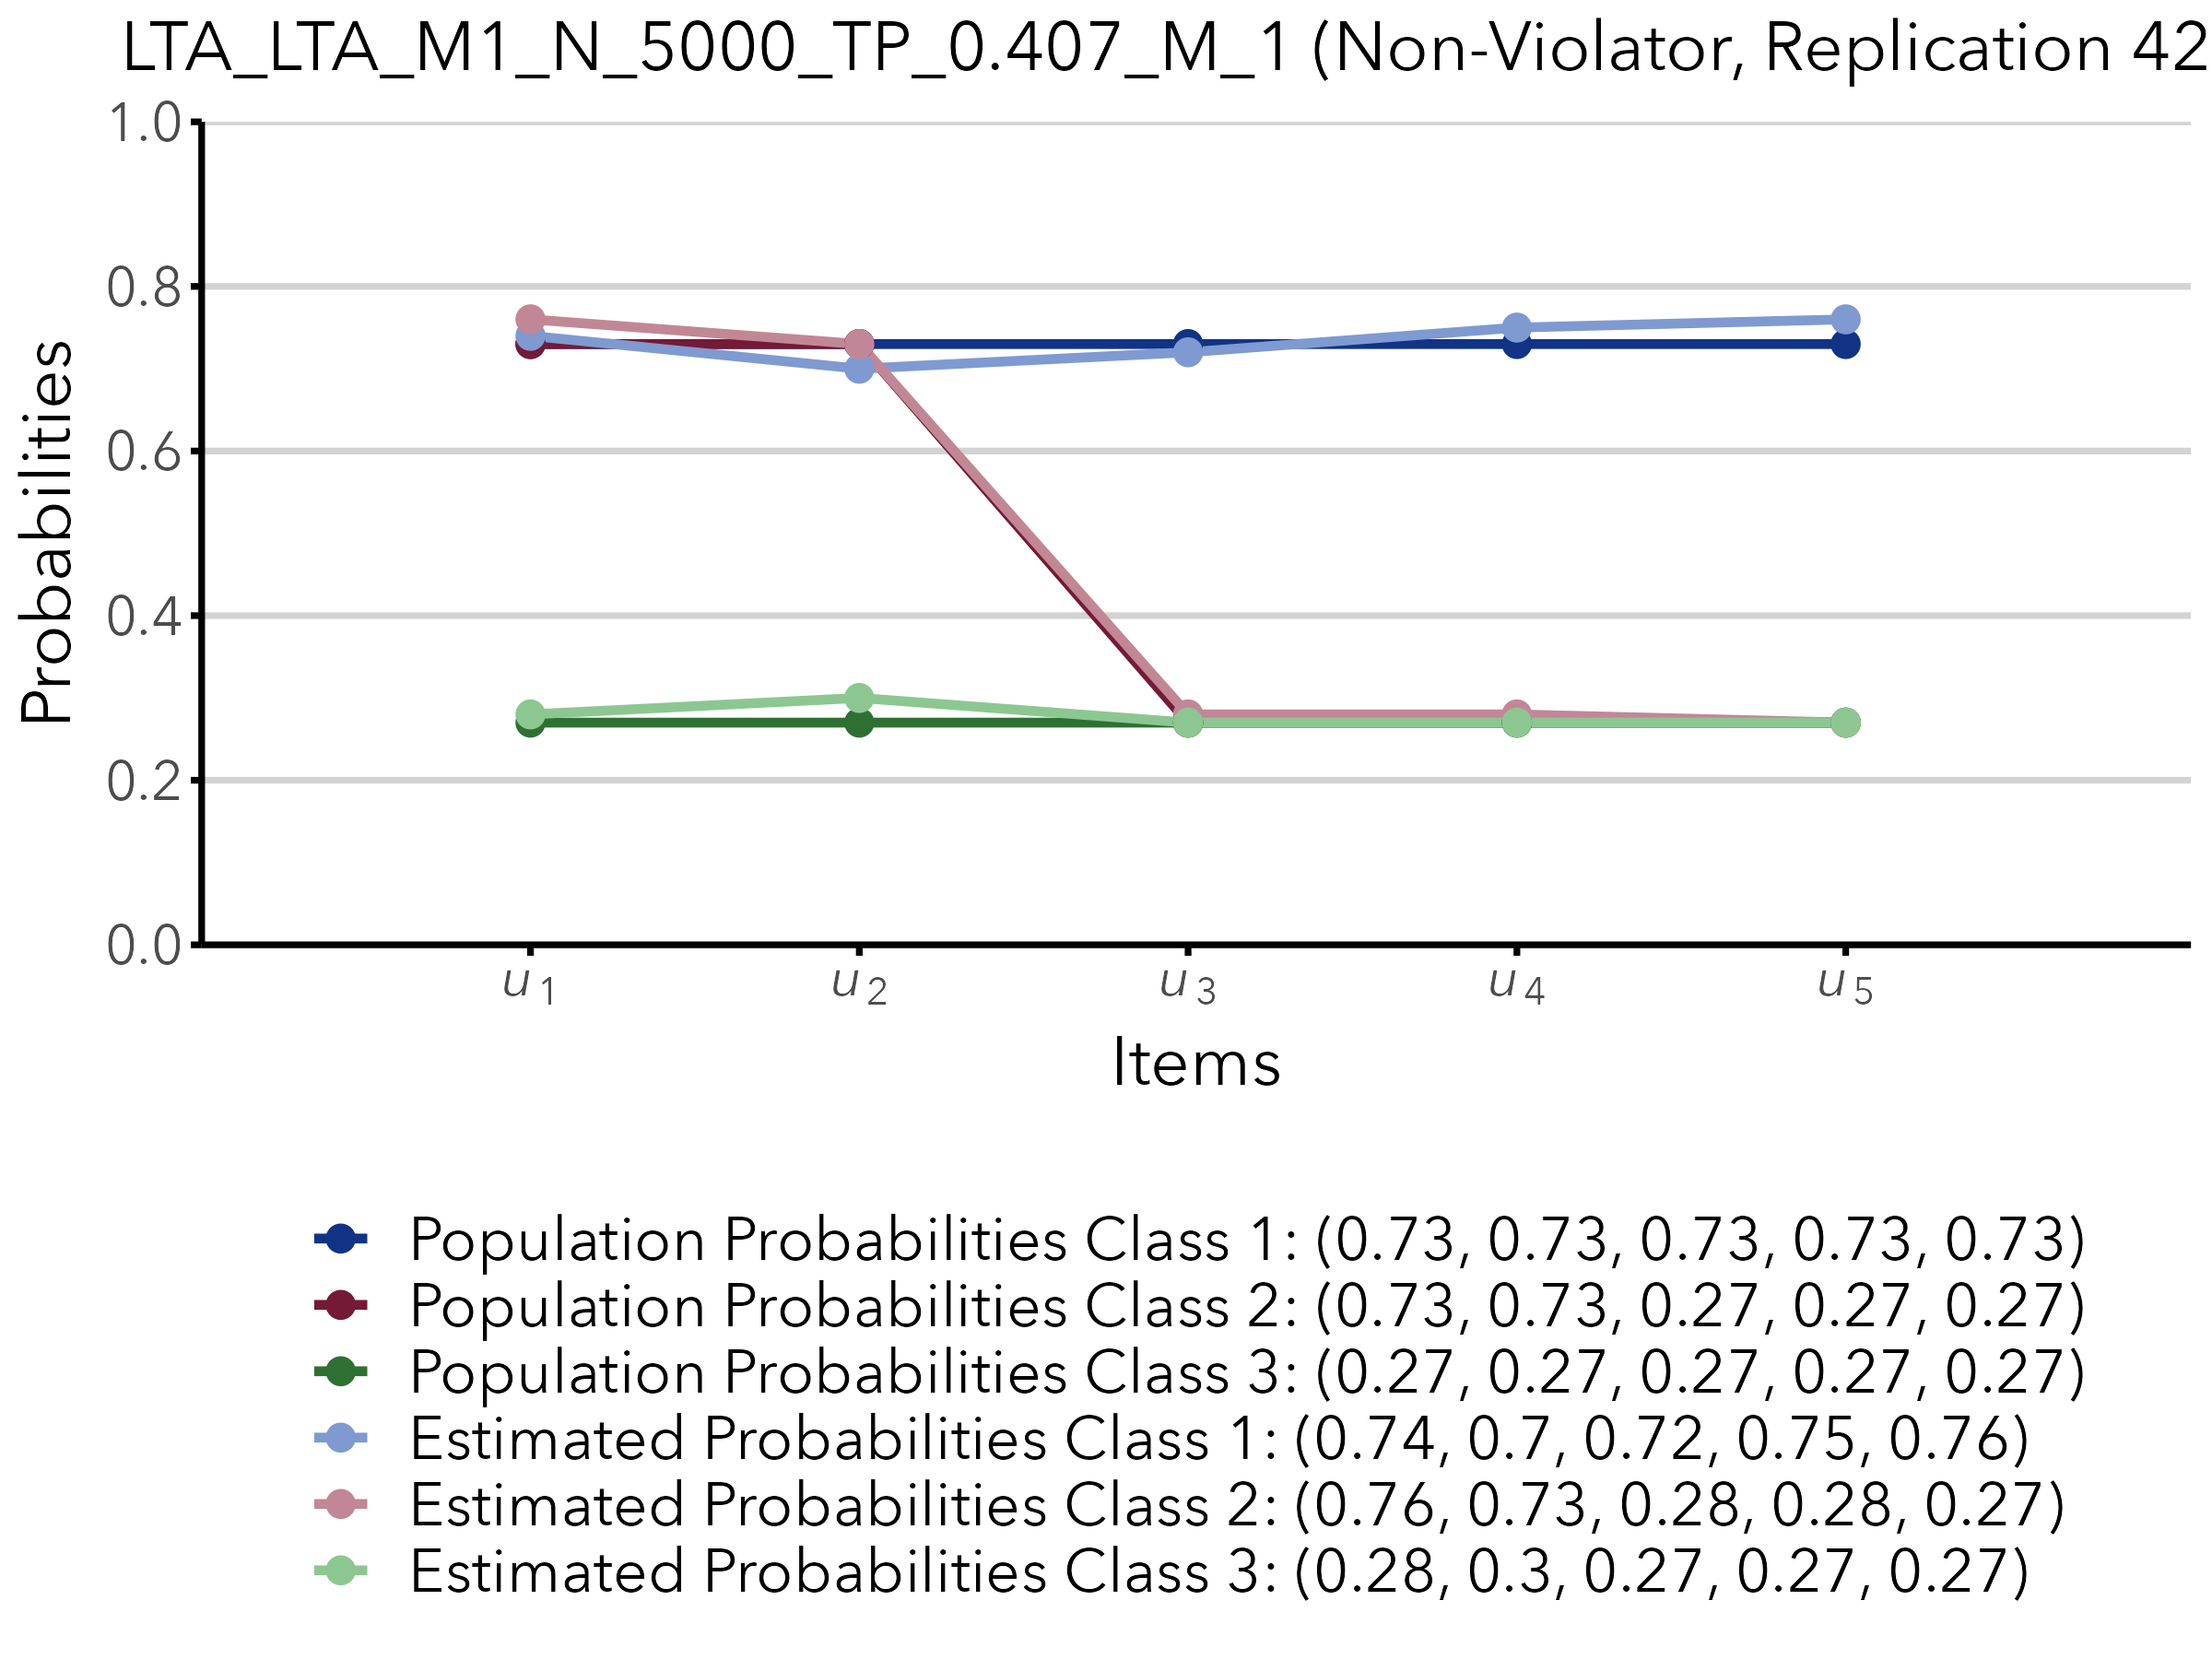 LTA_LTA_M1_N_5000_TP_0.407_M_1 (Non-Violator, Replication 42
1.0
0.8
0.6
0.4
0.2
0.0
Probabilities
u1 u2 u3 u4 u5
Items
Population Probabilities Class 1: (0.73, 0.73, 0.73, 0.73, 0.73)
Population Probabilities Class 2: (0.73, 0.73, 0.27, 0.27, 0.27)
Population Probabilities Class 3: (0.27, 0.27, 0.27, 0.27, 0.27)
Estimated Probabilities Class 1: (0.74, 0.7, 0.72, 0.75, 0.76)
Estimated Probabilities Class 2: (0.76, 0.73, 0.28, 0.28, 0.27)
Estimated Probabilities Class 3: (0.28, 0.3, 0.27, 0.27, 0.27)